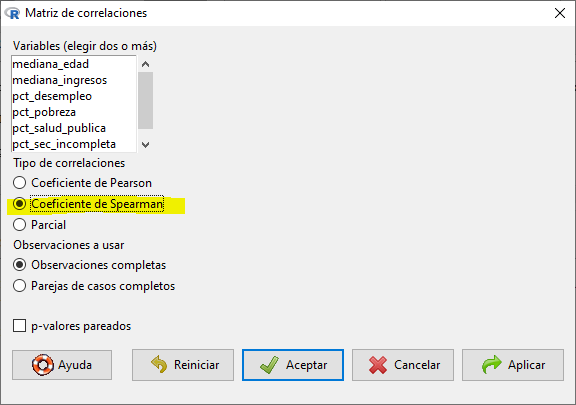 Matriz de correlaciones
Variables (elegir dos o más)
mediana_edad
mediana_ingresos
pct_desempleo
pct_pobreza
pct_salud_publica
pct_sec_incompleta
Tipo de correlaciones
Coeficiente de Pearson
Coeficiente de Spearman
Parcial
Observaciones a usar
Observaciones completas
Parejas de casos completos
p-valores pareados
Ayuda Reiniciar Aceptar Cancelar Aplicar